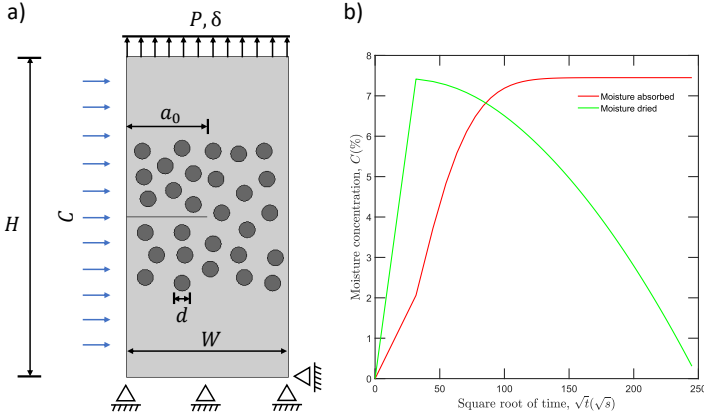 a)
P, δ
a₀
H
C
d
W
b)
Moisture concentration, C(%)
8
7
6
5
4
3
2
1
0
Moisture absorbed
Moisture dried
0
50
100
150
200
250
Square root of time, √t(√s)